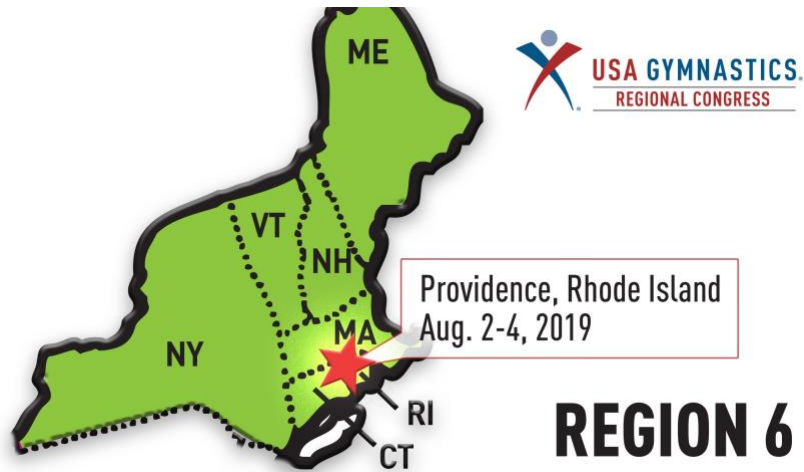 ME
USA GYMNASTICS.
REGIONAL CONGRESS
VT
NH
Providence, Rhode Island
Aug. 2-4, 2019
MA
NY
RI
CT
REGION 6